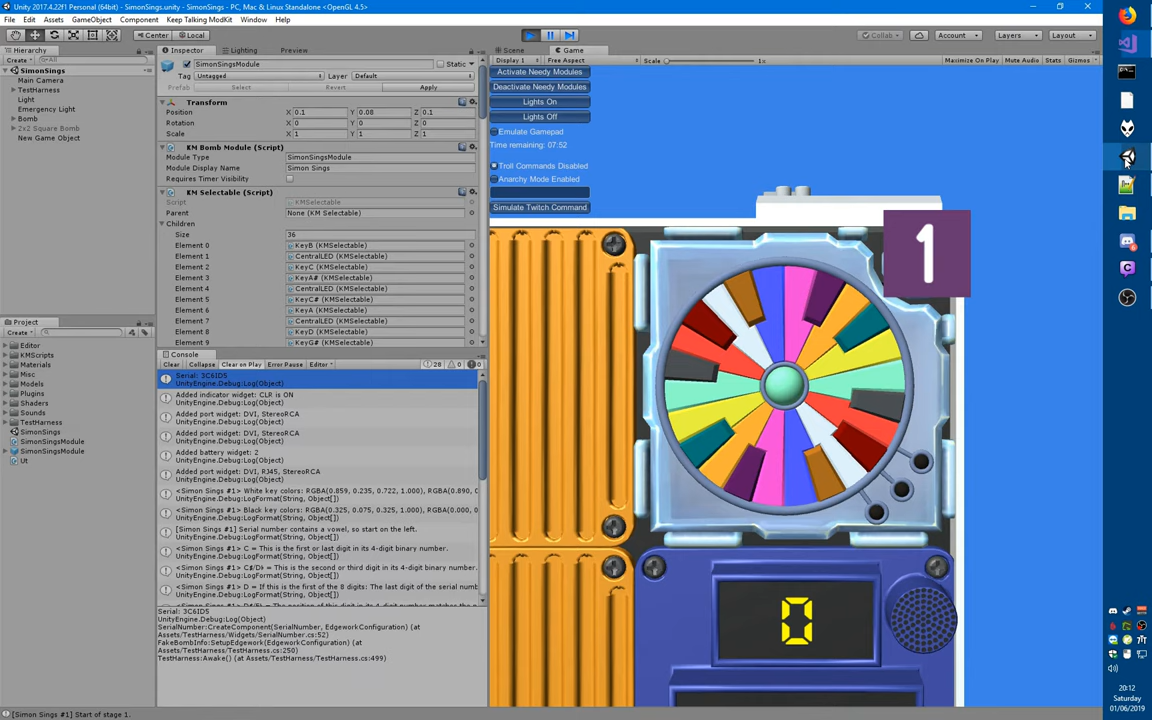 Unity 2017.4.22f1 Personal (64bit) - SimonSings.unity - SimonSings - PC, Mac & Linux Standalone <OpenGL 4.5>
File Edit Assets GameObject Component Keep Talking ModKit Window Help
Center Local Collab Account Layers Layout
Hierarchy Inspector Lighting Preview Scene Game
Create All
SimonSings
Main Camera
TestHarness
Light
Emergency Light
Bomb
2x2 Square Bomb
New Game Object
SimonSingsModule Static
Tag Untagged Layer Default
Prefab Select Revert Apply
Transform
Position X 0.1 Y 0.08 Z 0.1
Rotation X 0 Y 0 Z 0
Scale X 1 Y 1 Z 1
KM Bomb Module (Script)
Module Type SimonSingsModule
Module Display Name Simon Sings
Requires Timer Visibility
KM Selectable (Script)
Script KMSelectable
Parent None (KM Selectable)
Children
Size 36
Element 0 KeyB (KMSelectable)
Element 1 CentralLED (KMSelectable)
Element 2 KeyC (KMSelectable)
Element 3 KeyA# (KMSelectable)
Element 4 CentralLED (KMSelectable)
Element 5 KeyC# (KMSelectable)
Element 6 KeyA (KMSelectable)
Element 7 CentralLED (KMSelectable)
Element 8 KeyD (KMSelectable)
Element 9 KeyG# (KMSelectable)
Project
Create
Editor
KMScripts
Materials
Misc
Models
Plugins
Shaders
Sounds
TestHarness
SimonSings
SimonSingsModule
SimonSingsModule
Ut
Console
Clear Collapse Clear on Play Error Pause Editor 28 0 0
Serial: 3C6ID5
UnityEngine.Debug:Log(Object)
Added indicator widget: CLR is ON
UnityEngine.Debug:Log(Object)
Added port widget: DVI, StereoRCA
UnityEngine.Debug:Log(Object)
Added port widget: DVI, StereoRCA
UnityEngine.Debug:Log(Object)
Added battery widget: 2
UnityEngine.Debug:Log(Object)
Added port widget: DVI, RJ45, StereoRCA
UnityEngine.Debug:Log(Object)
<Simon Sings #1> White key colors: RGBA(0.859, 0.235, 0.722, 1.000), RGBA(0.890,
UnityEngine.Debug:LogFormat(String, Object[])
<Simon Sings #1> Black key colors: RGBA(0.325, 0.075, 0.325, 1.000), RGBA(0.000,
UnityEngine.Debug:LogFormat(String, Object[])
[Simon Sings #1] Serial number contains a vowel, so start on the left.
UnityEngine.Debug:LogFormat(String, Object[])
<Simon Sings #1> C = This is the first or last digit in its 4-digit binary number.
UnityEngine.Debug:LogFormat(String, Object[])
<Simon Sings #1> C#/D♭ = This is the second or third digit in its 4-digit binary number.
UnityEngine.Debug:LogFormat(String, Object[])
<Simon Sings #1> D = If this is the first of the 8 digits: The last digit of the serial numb
UnityEngine.Debug:LogFormat(String, Object[])
Serial: 3C6ID5
UnityEngine.Debug:Log(Object)
SerialNumber:CreateComponent(SerialNumber, EdgeworkConfiguration) (at
Assets/TestHarness/Widgets/SerialNumber.cs:52)
FakeBombInfo:SetupEdgework(EdgeworkConfiguration) (at
Assets/TestHarness.cs:250)
TestHarness:Awake() (at Assets/TestHarness.cs:499)
[Simon Sings #1] Start of stage 1.
Display 1 Free Aspect Scale 1x Maximize On Play Mute Audio Stats Gizmos
Activate Needy Modules
Deactivate Needy Modules
Lights On
Lights Off
Emulate Gamepad
Time remaining: 07:52
Troll Commands Disabled
Anarchy Mode Enabled
Simulate Twitch Command
1
0
20:12
Saturday
01/06/2019